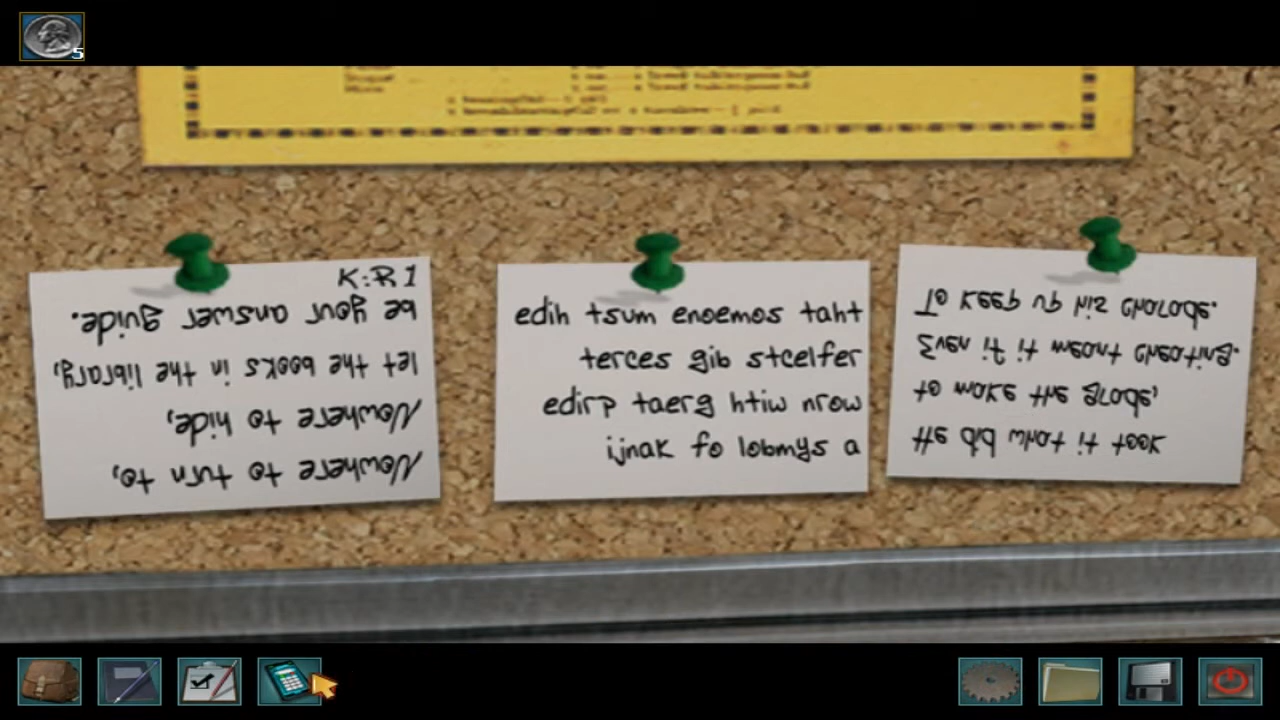 5
K:R1
Nowhere to turn to,
Nowhere to hide,
let the books in the library,
be your answer guide.
edih tsum enoemos taht
terces gib stcelfer
edirp taerg htiw nrow
ijnak fo lobmys a
He did what it took
to make the grade,
Even if it meant cheating.
To keep up his charade.